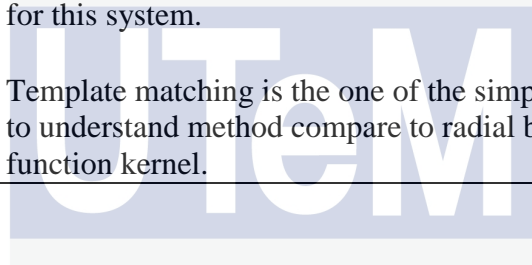 for this system.
Template matching is the one of the simp
to understand method compare to radial b
function kernel.
UTeM